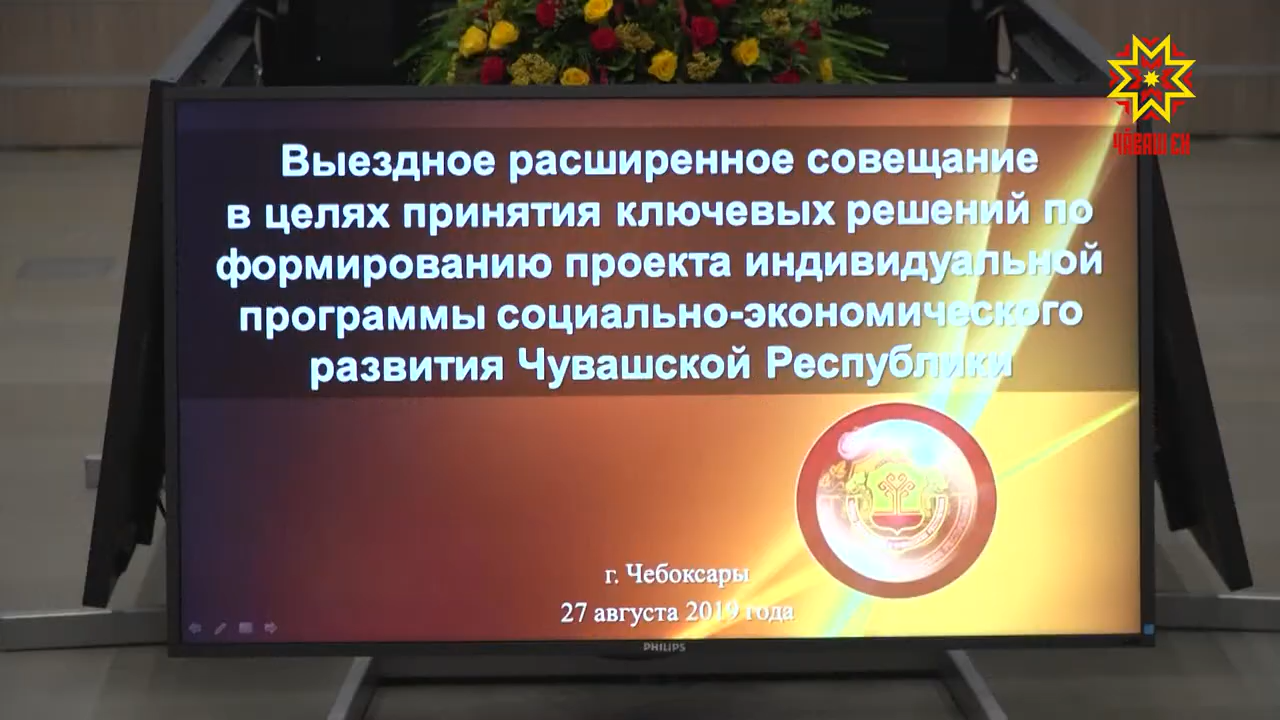 ЧӐВАШ ЕН
Выездное расширенное совещание
в целях принятия ключевых решений по
формированию проекта индивидуальной
программы социально-экономического
развития Чувашской Республики
г. Чебоксары
27 августа 2019 года
PHILIPS